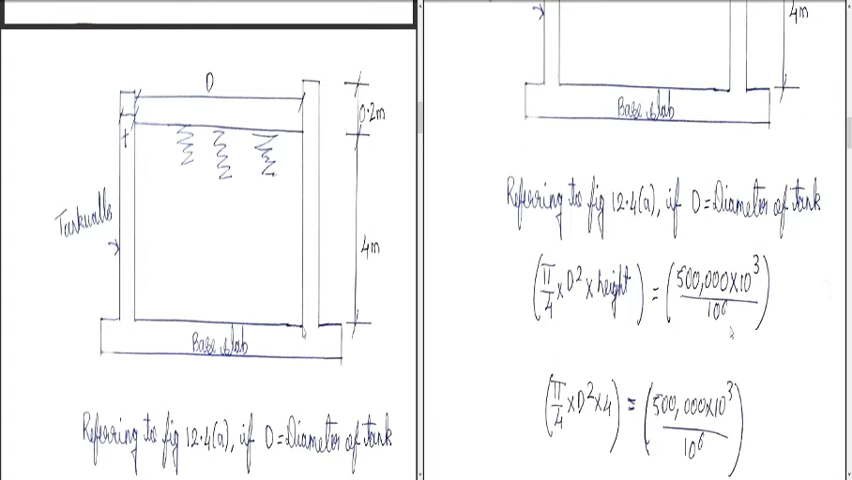 D
0.2m
t
Tankwalls
4m
Base slab
Referring to fig 12.4(a), if D = Diameter of tank
4m
Base slab
Referring to fig 12.4(a), if D = Diameter of tank
(π/4 × D² × height) = (500,000×10³/10⁶)
(π/4 × D² × 4) = (500,000×10³/10⁶)